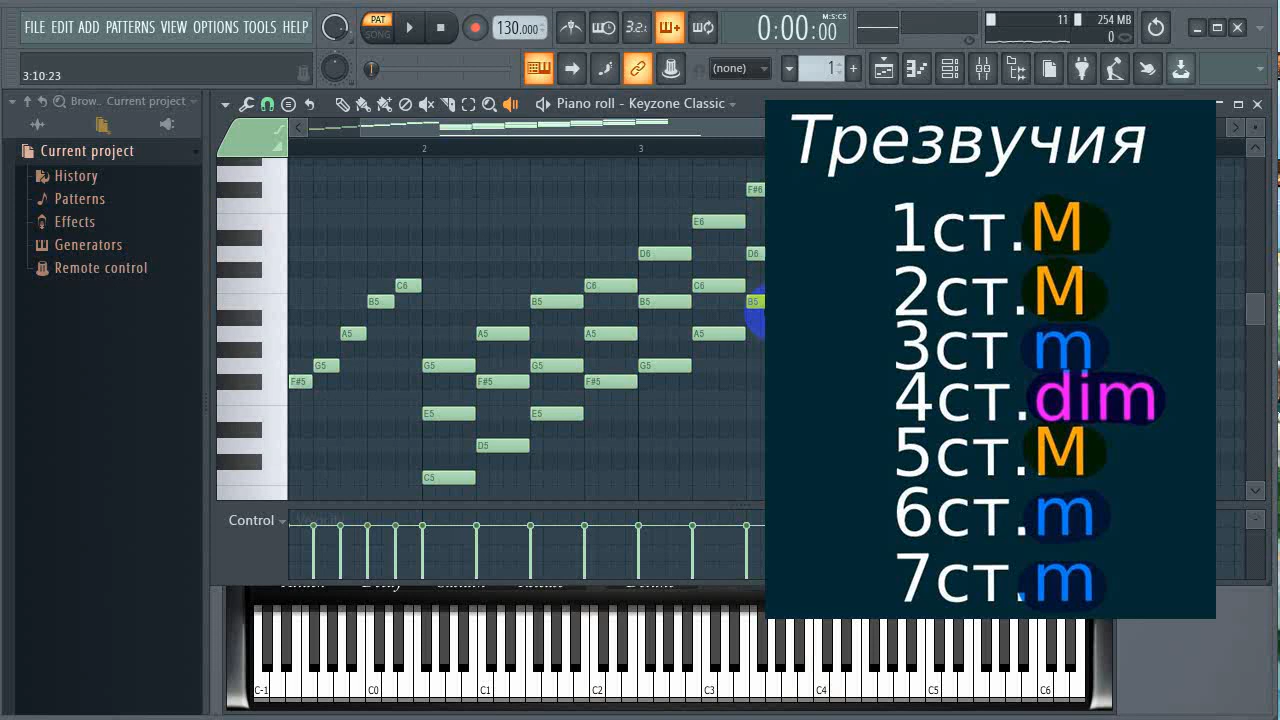 FILE EDIT ADD PATTERNS VIEW OPTIONS TOOLS HELP
PAT
SONG
130.000
3.2
0:00:00
M:S:CS
11
254 MB
0
3:10:23
(none)
1
Brow.. Current project
Piano roll - Keyzone Classic
Current project
History
Patterns
Effects
Generators
Remote control
2
3
F#6
E6
D6
D6
C6
C6
C6
B5
B5
B5
B5
A5
A5
A5
A5
G5
G5
G5
G5
F#5
F#5
F#5
E5
E5
D5
C5
Control
Трезвучия
1ст.М
2ст.М
3ст m
4ст.dim
5ст.М
6ст.m
7ст.m
C-1
C0
C1
C2
C3
C4
C5
C6